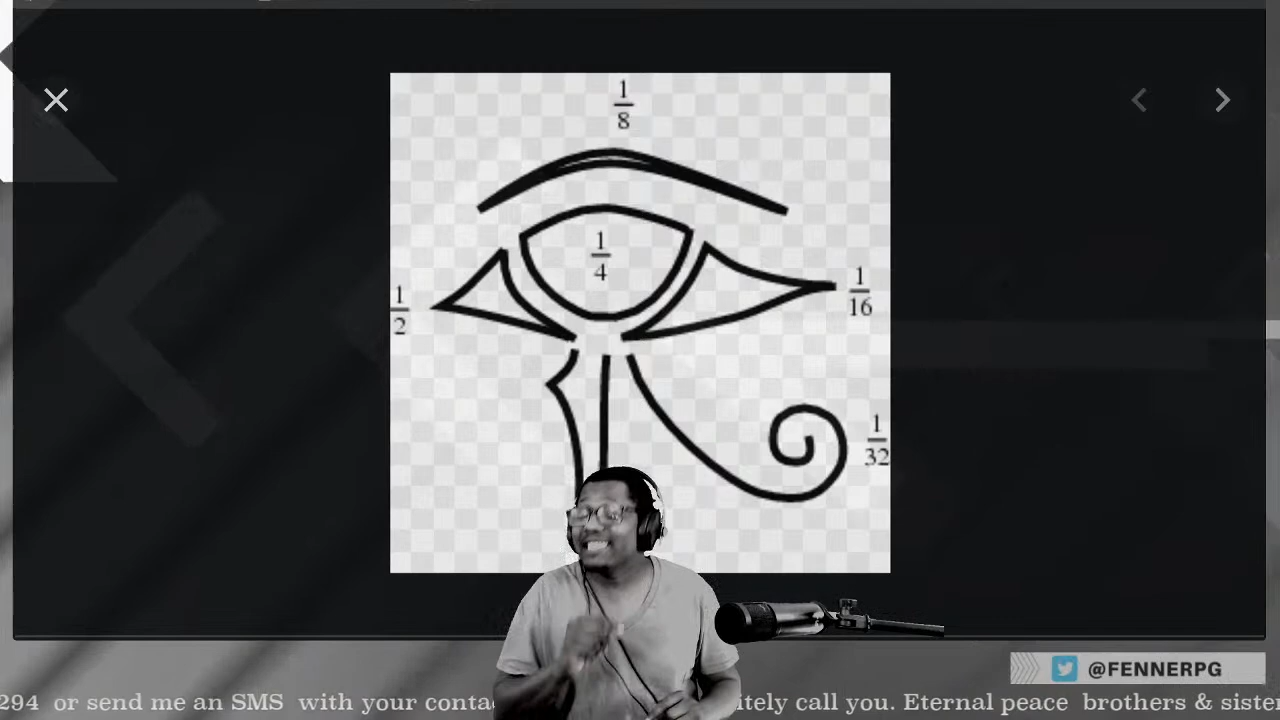 1/8
1/4
1/2
1/16
1/32
@FENNERPG
294 or send me an SMS with your conta
itely call you. Eternal peace brothers & siste